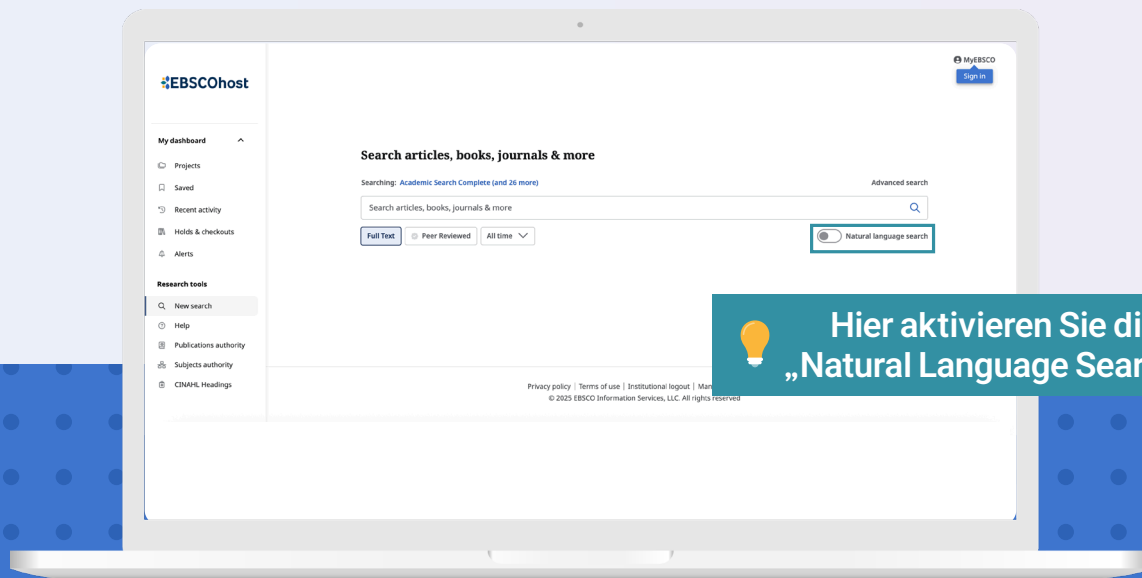 EBSCOhost
MyEBSCO
Sign in
My dashboard
Projects
Saved
Recent activity
Holds & checkouts
Alerts
Research tools
New search
Help
Publications authority
Subjects authority
CINAHL Headings
Search articles, books, journals & more
Searching: Academic Search Complete (and 26 more)
Advanced search
Search articles, books, journals & more
Full Text
Peer Reviewed
All time
Natural language search
Hier aktivieren Sie di
„Natural Language Sear
Privacy policy | Terms of use | Institutional logout | Man
© 2025 EBSCO Information Services, LLC. All rights reserved